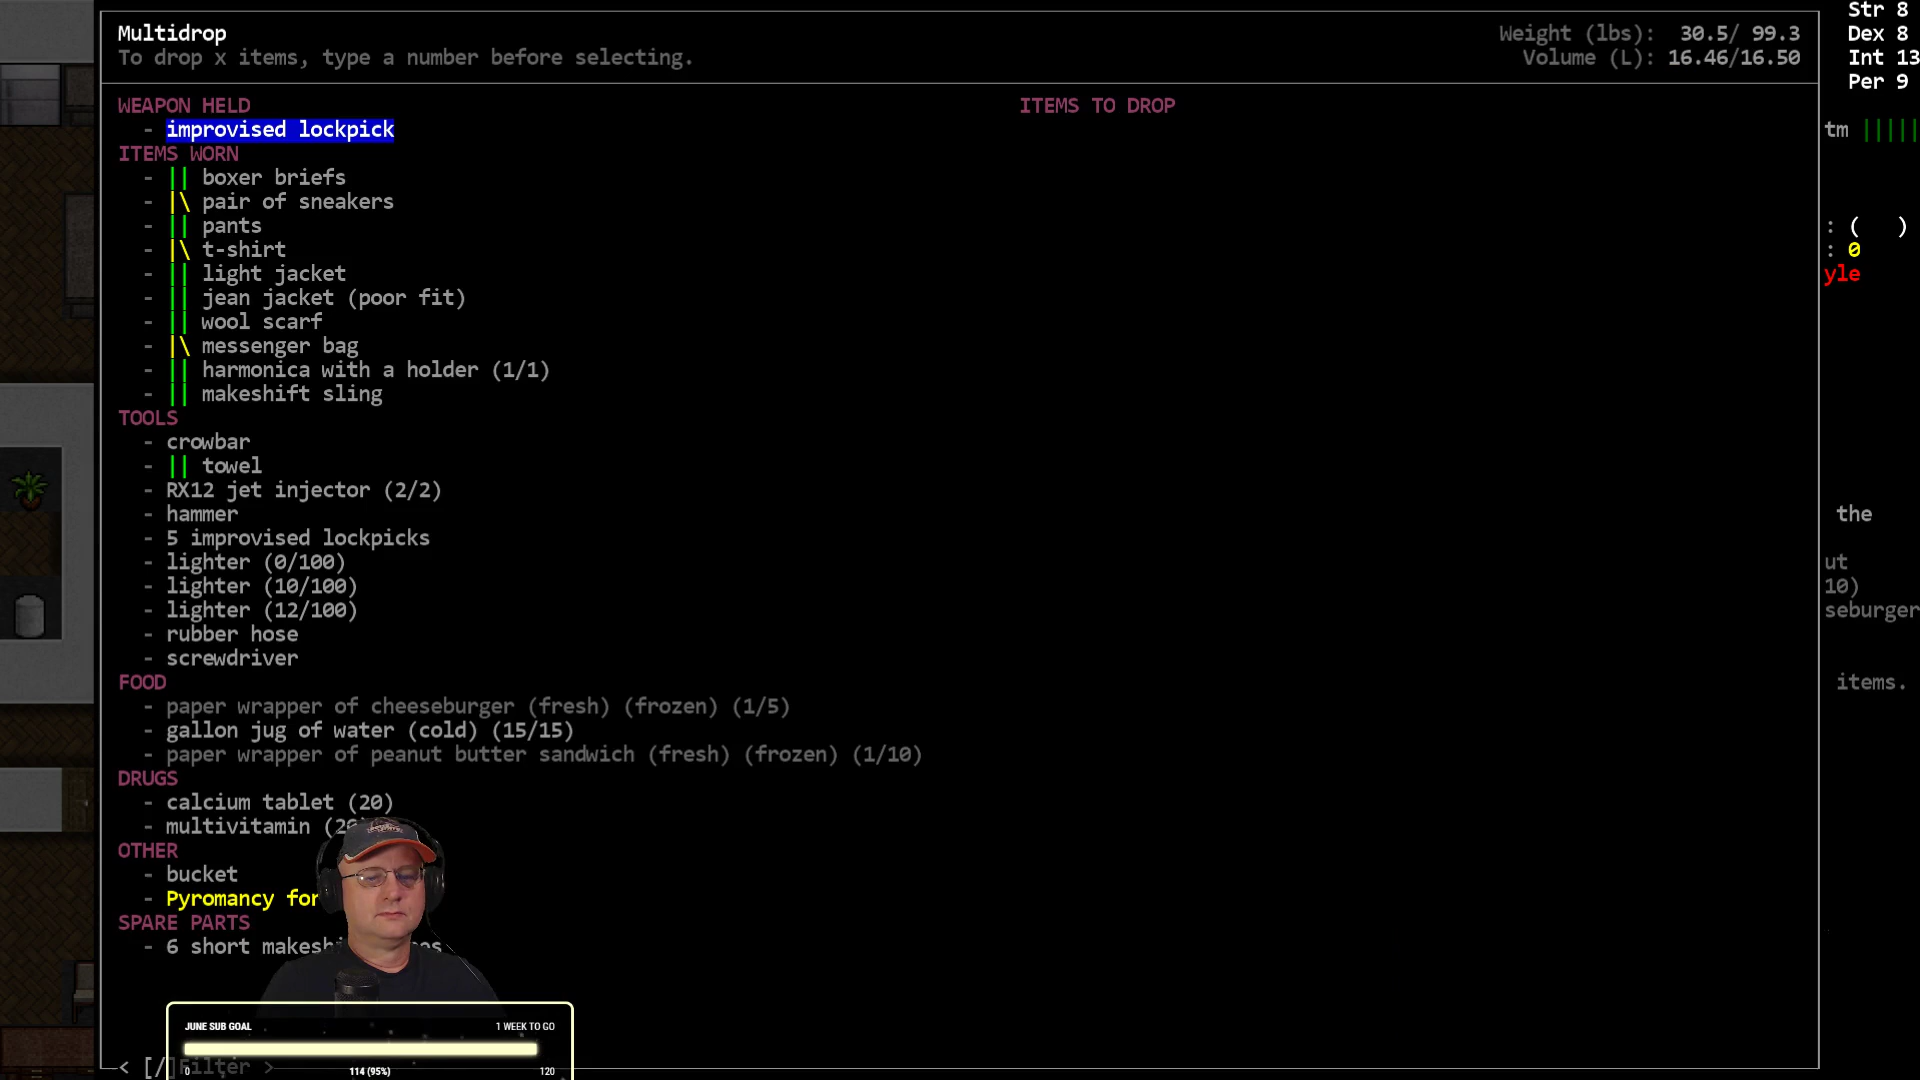 Multidrop
To drop x items, type a number before selecting.
Weight (lbs): 30.5/ 99.3
Volume (L): 16.46/16.50
WEAPON HELD
- improvised lockpick
ITEMS WORN
- || boxer briefs
- |\ pair of sneakers
- || pants
- |\ t-shirt
- || light jacket
- || jean jacket (poor fit)
- || wool scarf
- |\ messenger bag
- || harmonica with a holder (1/1)
- || makeshift sling
TOOLS
- crowbar
- || towel
- RX12 jet injector (2/2)
- hammer
- 5 improvised lockpicks
- lighter (0/100)
- lighter (10/100)
- lighter (12/100)
- rubber hose
- screwdriver
FOOD
- paper wrapper of cheeseburger (fresh) (frozen) (1/5)
- gallon jug of water (cold) (15/15)
- paper wrapper of peanut butter sandwich (fresh) (frozen) (1/10)
DRUGS
- calcium tablet (20)
- multivitamin
OTHER
- bucket
- Pyromancy for
SPARE PARTS
- 6 short
< [/]Filter >
ITEMS TO DROP
Str 8
Dex 8
Int 13
Per 9
tm |||||
: ( )
: 0
yle
the
ut
10)
seburger
items.
JUNE SUB GOAL
1 WEEK TO GO
0
114 (95%)
120